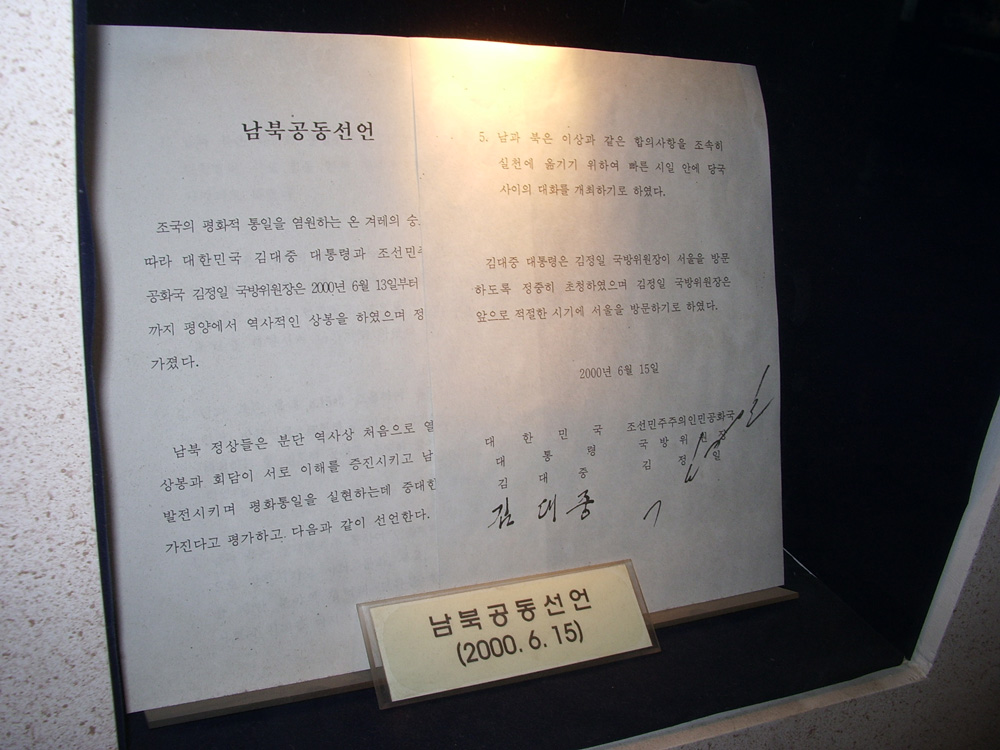 남북공동선언
조국의 평화적 통일을 염원하는 온 겨레의 숭
따라 대한민국 김대중 대통령과 조선민주
공화국 김정일 국방위원장은 2000년 6월 13일부터
까지 평양에서 역사적인 상봉을 하였으며 정
가졌다.
남북 정상들은 분단 역사상 처음으로 열
상봉과 회담이 서로 이해를 증진시키고 남
발전시키며 평화통일을 실현하는데 중대한
가진다고 평가하고 다음과 같이 선언한다.
5. 남과 북은 이상과 같은 합의사항을 조속히
실천에 옮기기 위하여 빠른 시일 안에 당국
사이의 대화를 개최하기로 하였다.
김대중 대통령은 김정일 국방위원장이 서울을 방문
하도록 정중히 초청하였으며 김정일 국방위원장은
앞으로 적절한 시기에 서울을 방문하기로 하였다.
2000년 6월 15일
대한민국 조선민주주의인민공화국
대통령 국방위원장
김대중 김정일
김대중
남북공동선언
(2000. 6. 15)